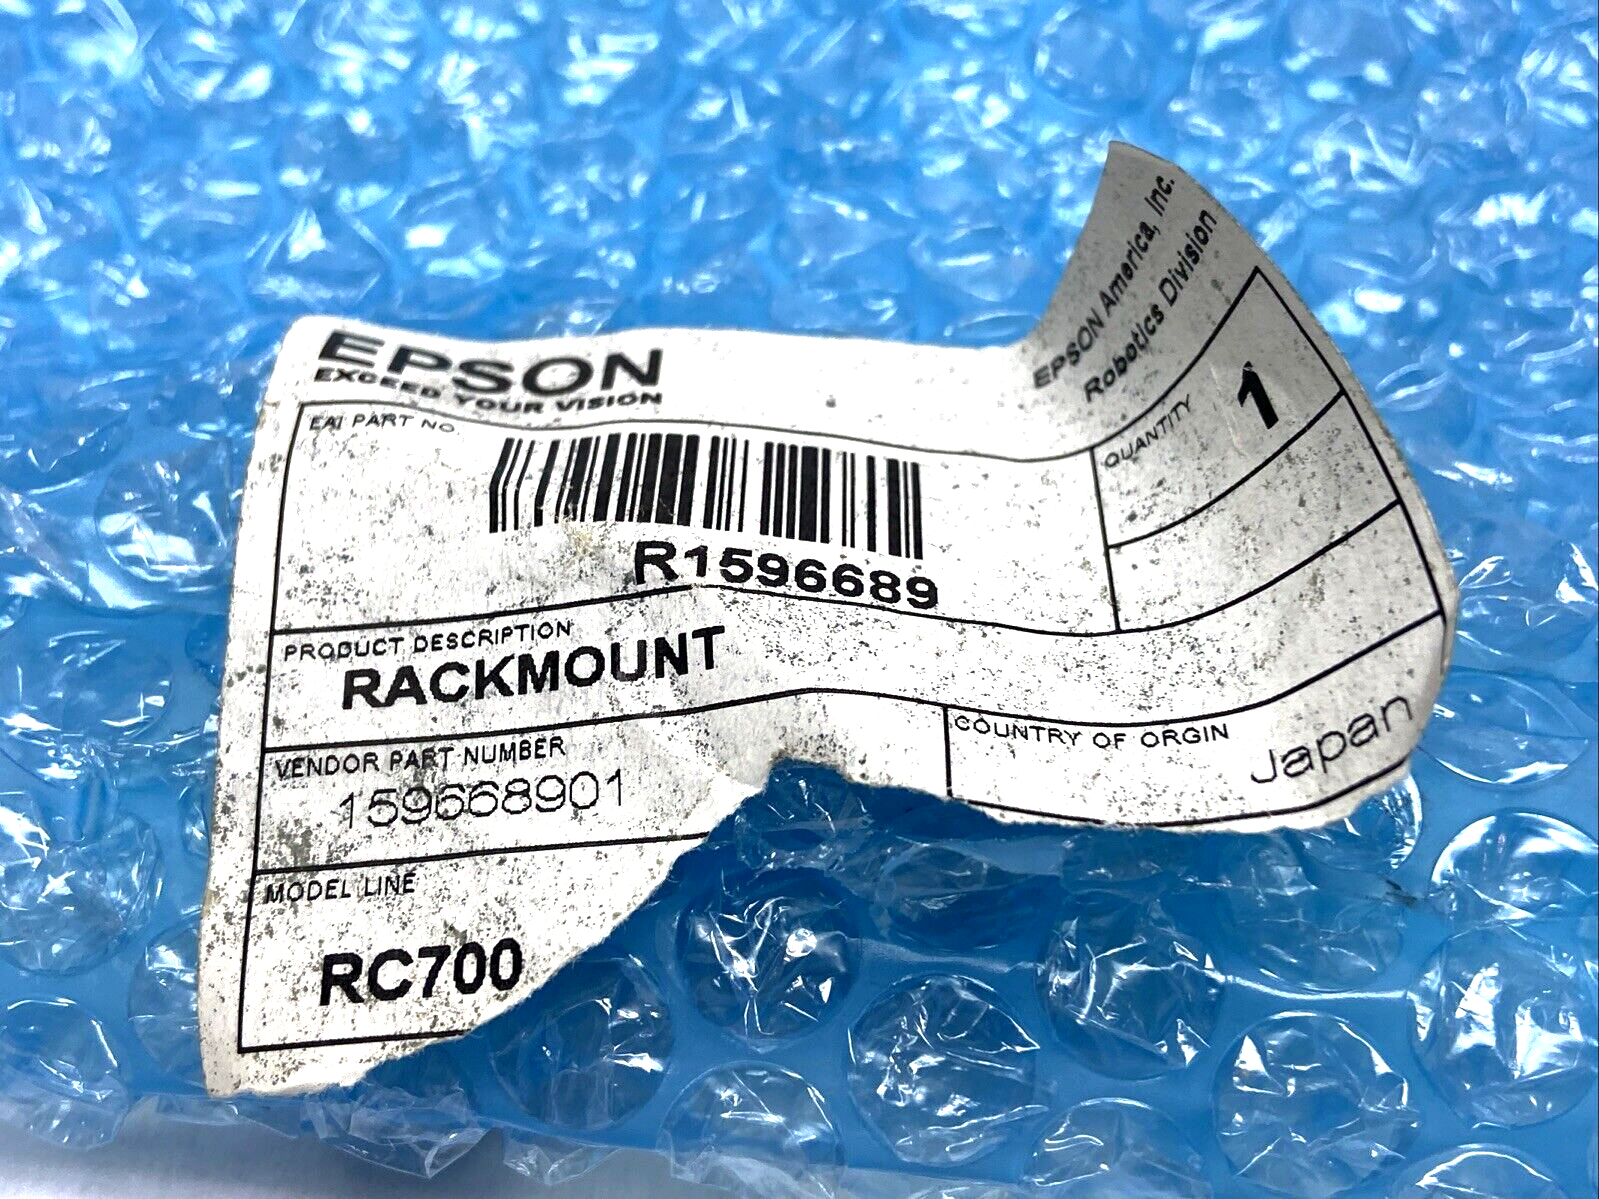 EPSON
EXCEED YOUR VISION
EPSON America, Inc.
Robotics Division
EAI PART NO.
QUANTITY
1
R1596689
PRODUCT DESCRIPTION
RACKMOUNT
VENDOR PART NUMBER
159668901
COUNTRY OF ORGIN
Japan
MODEL LINE
RC700